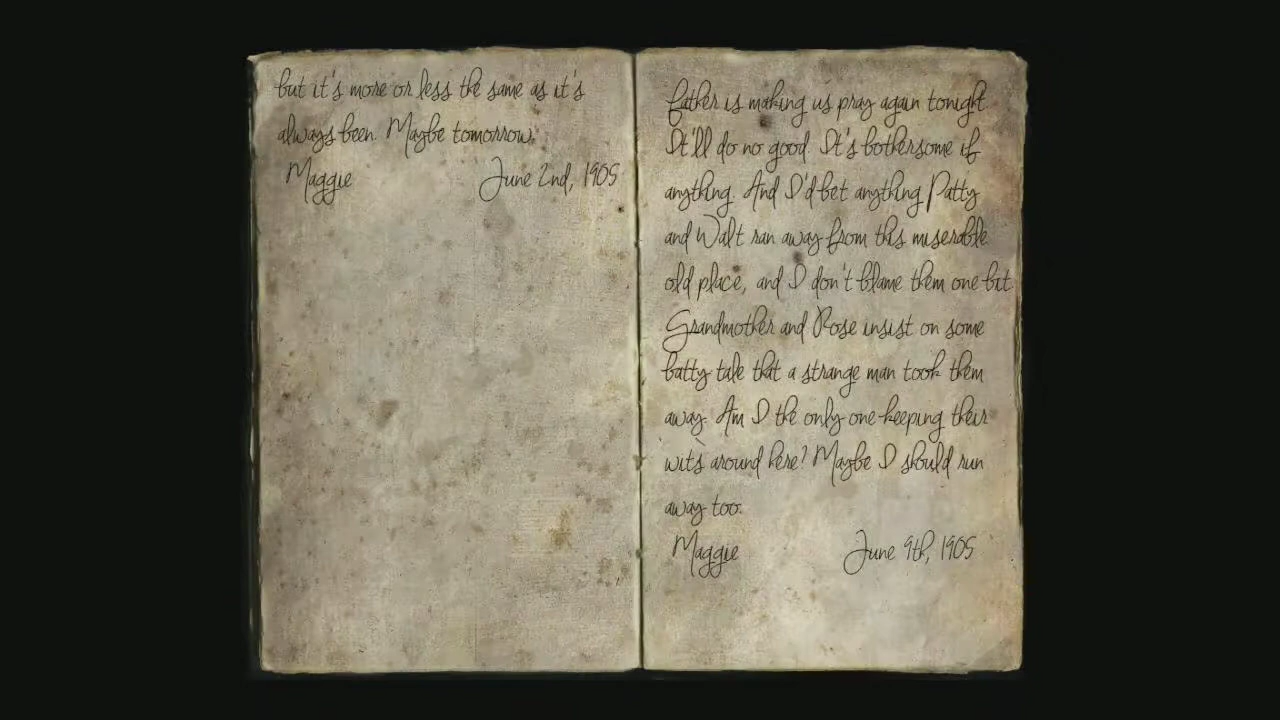 but it's more or less the same as it's
always been. Maybe tomorrow.
Maggie June 2nd, 1905
Father is making us pray again tonight.
It'll do no good. It's bothersome if
anything. And I'd bet anything Patty
and Walt ran away from this miserable
old place, and I don't blame them one bit.
Grandmother and Rose insist on some
batty tale that a strange man took them
away. Am I the only one keeping their
wits around here? Maybe I should run
away too.
Maggie June 9th, 1905